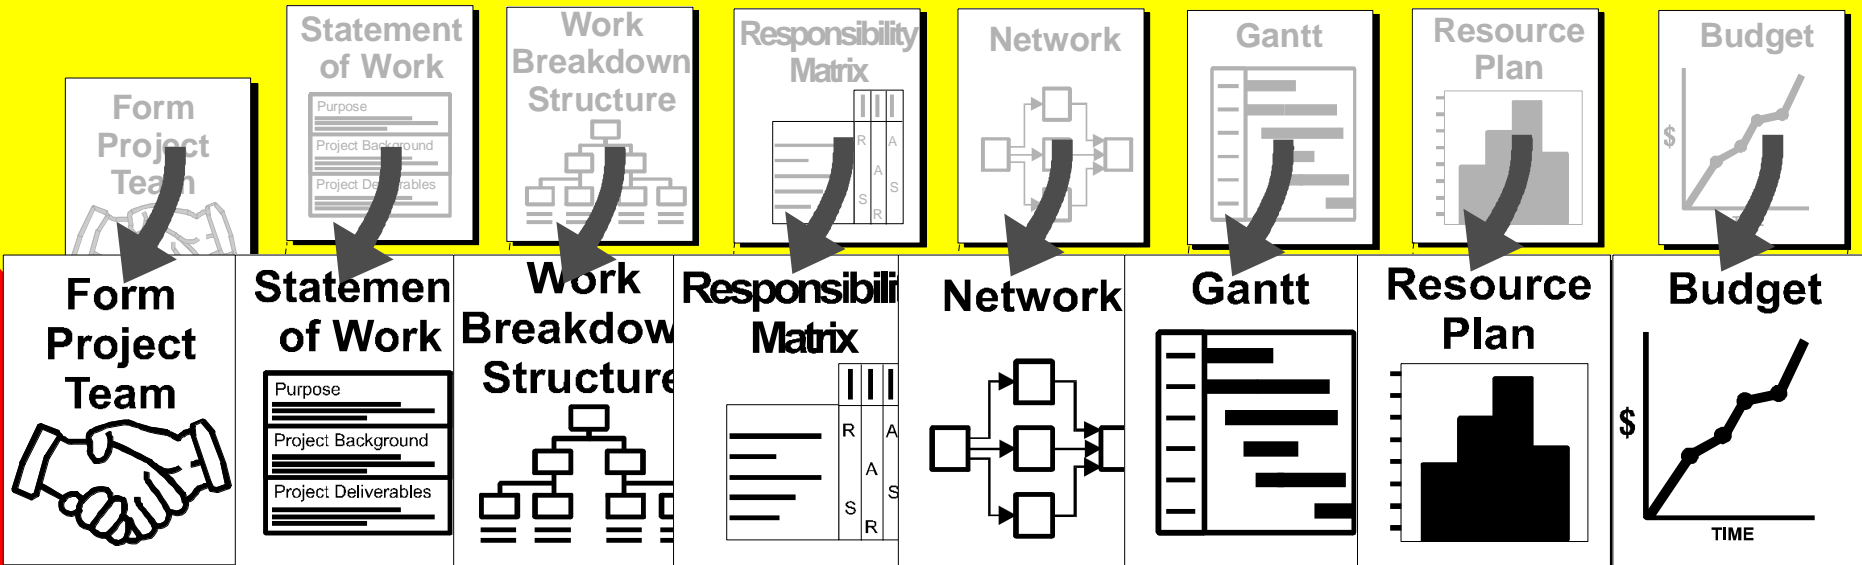 Form
Project
Team
Statement
of Work
Purpose
Project Background
Project Deliverables
Work
Breakdown
Structure
Responsibility
Matrix
R
A
A
S
S
R
Network
Gantt
Resource
Plan
Budget
$
Form
Project
Team
Statemen
of Work
Purpose
Project Background
Project Deliverables
Work
Breakdow
Structure
Responsibili
Matrix
R
A
A
S
S
R
Network
Gantt
Resource
Plan
Budget
$
TIME